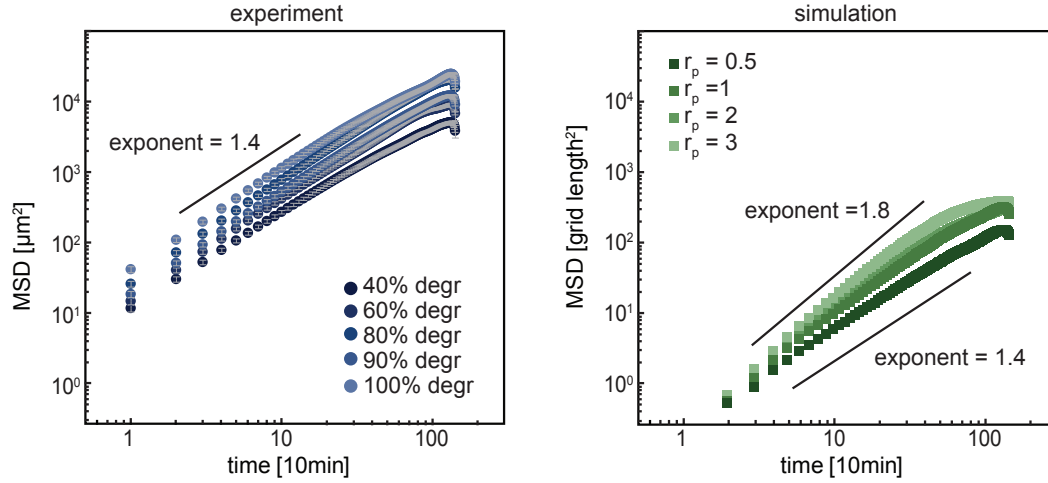 experiment
MSD [µm²]
10⁴
10³
10²
10¹
10⁰
exponent = 1.4
40% degr
60% degr
80% degr
90% degr
100% degr
1
10
100
time [10min]
simulation
MSD [grid length²]
10⁴
10³
10²
10¹
10⁰
r_p = 0.5
r_p = 1
r_p = 2
r_p = 3
exponent =1.8
exponent = 1.4
1
10
100
time [10min]